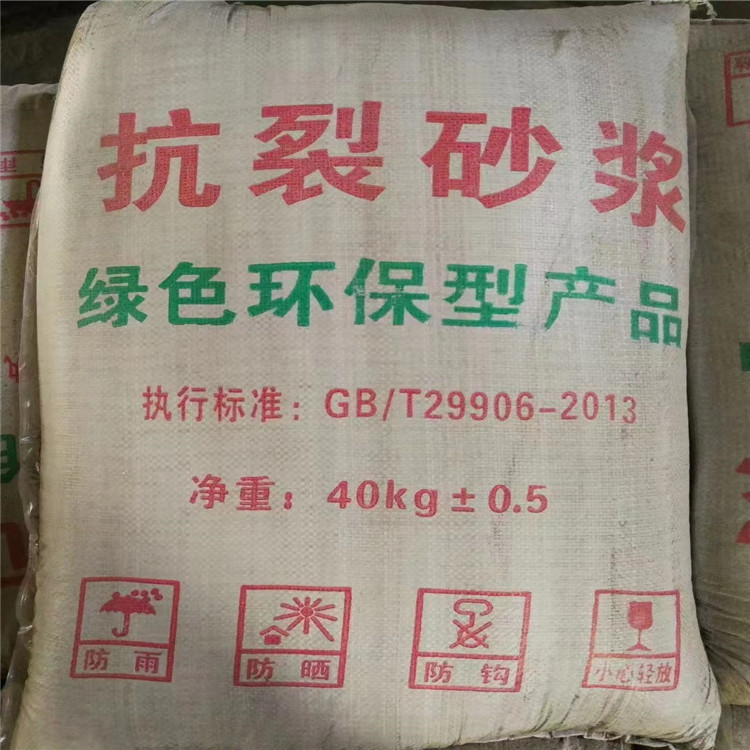 抗裂砂浆
绿色环保型产品
执行标准：GB/T29906-2013
净重：40kg±0.5
防雨
防晒
防钩
小心轻放